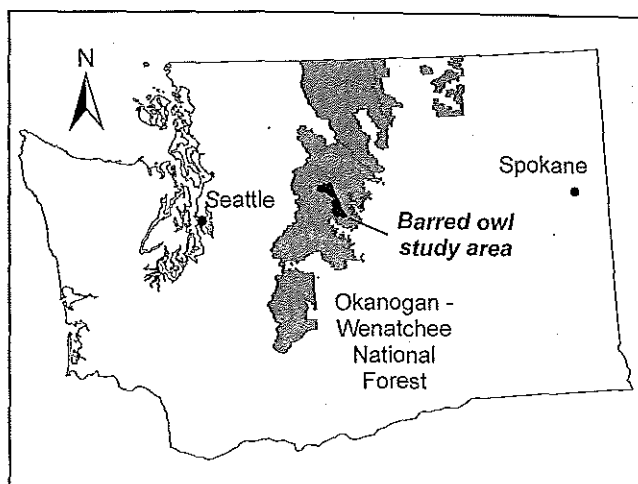 N
Seattle
Spokane
Barred owl
study area
Okanogan -
Wenatchee
National
Forest